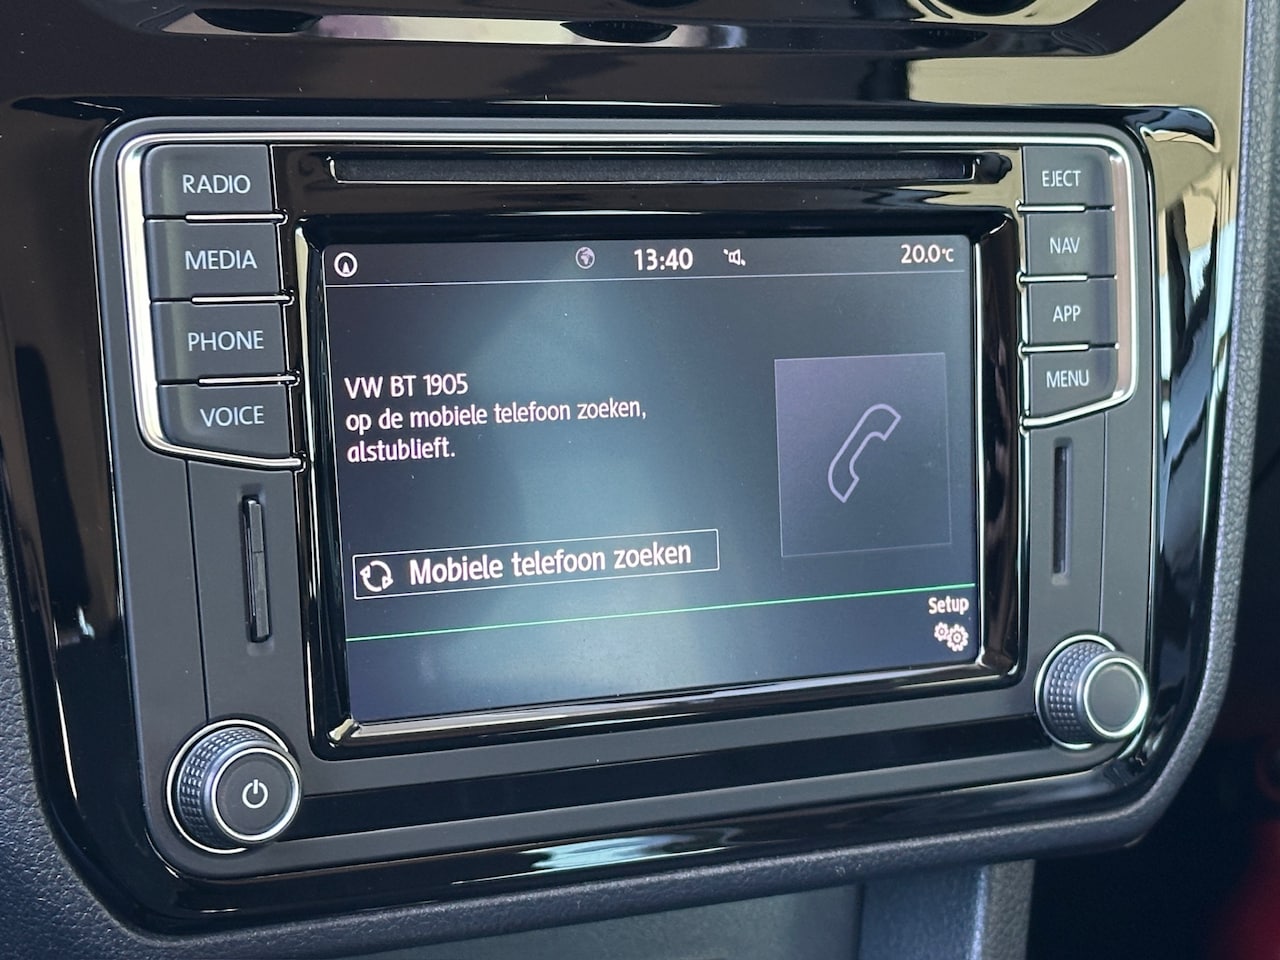 RADIO
MEDIA
PHONE
VOICE
EJECT
NAV
APP
MENU
13:40
20.0°C
VW BT 1905
op de mobiele telefoon zoeken,
alstublieft.
Mobiele telefoon zoeken
Setup